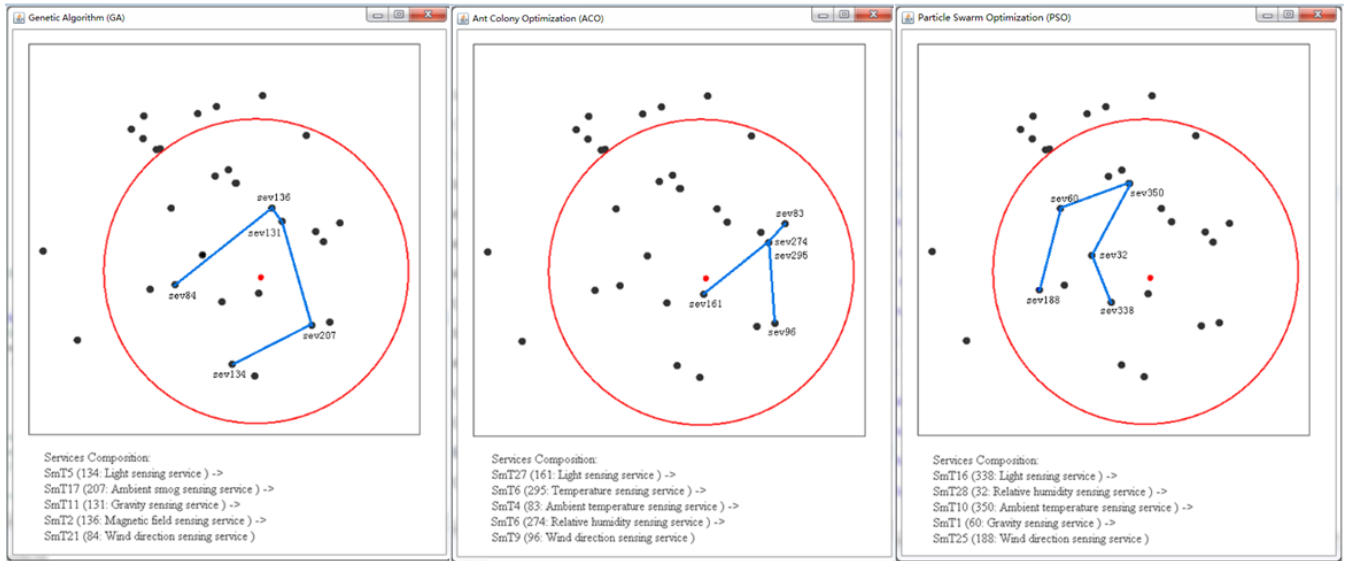 Genetic Algorithm (GA)
sev136
sev131
sev84
sev207
sev134
Services Composition:
SmT5 (134: Light sensing service ) ->
SmT17 (207: Ambient smog sensing service ) ->
SmT11 (131: Gravity sensing service ) ->
SmT2 (136: Magnetic field sensing service ) ->
SmT21 (84: Wind direction sensing service )
Ant Colony Optimization (ACO)
sev83
sev274
sev295
sev161
sev96
Services Composition:
SmT27 (161: Light sensing service ) ->
SmT6 (295: Temperature sensing service ) ->
SmT4 (83: Ambient temperature sensing service ) ->
SmT6 (274: Relative humidity sensing service ) ->
SmT9 (96: Wind direction sensing service )
Particle Swarm Optimization (PSO)
sev60
sev350
sev32
sev188
sev338
Services Composition:
SmT16 (338: Light sensing service ) ->
SmT28 (32: Relative humidity sensing service ) ->
SmT10 (350: Ambient temperature sensing service ) ->
SmT1 (60: Gravity sensing service ) ->
SmT25 (188: Wind direction sensing service )